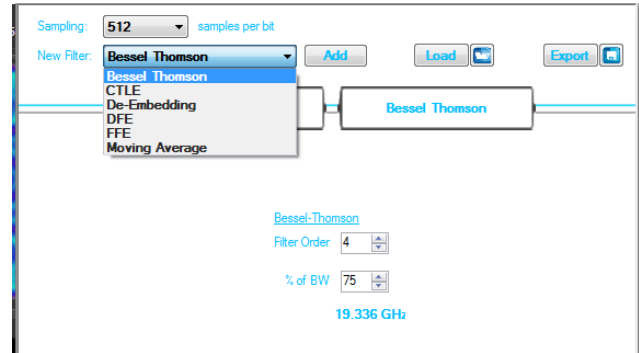 Sampling: 512 samples per bit
New Filter: Bessel Thomson Add Load Export
Bessel Thomson
CTLE
De-Embedding
DFE
FFE
Moving Average
Bessel Thomson
Bessel-Thomson
Filter Order 4
% of BW 75
19.336 GHz